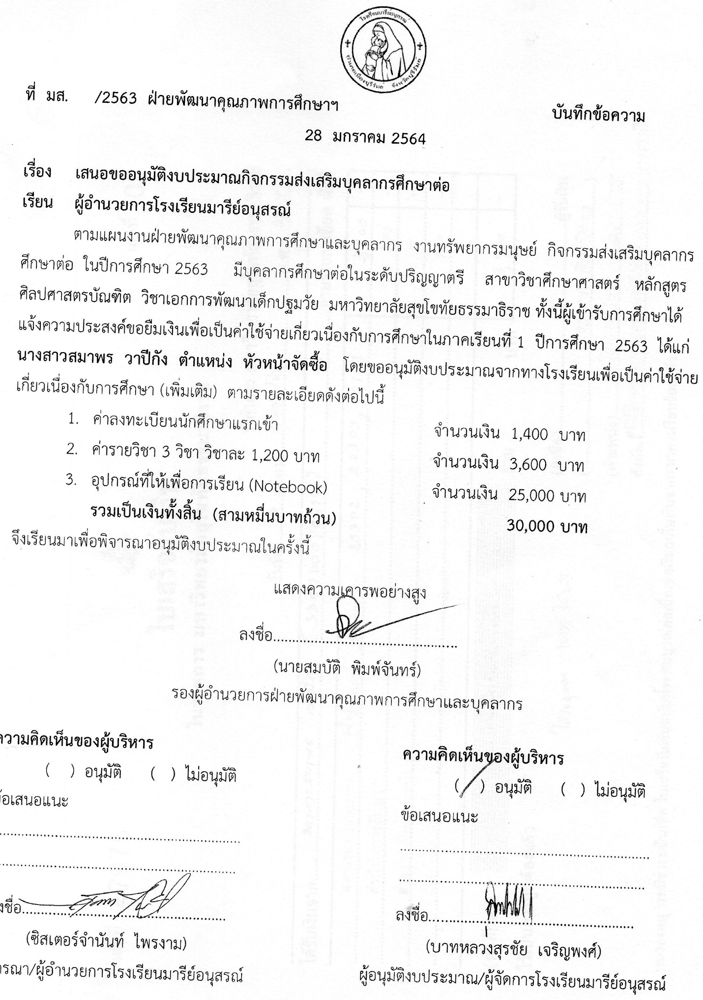 โรงเรียนมารีย์อนุสรณ์
อำเภอเมืองบุรีรัมย์ จังหวัดบุรีรัมย์
ที่ มส. /2563 ฝ่ายพัฒนาคุณภาพการศึกษาฯ
บันทึกข้อความ
28 มกราคม 2564
เรื่อง เสนอขออนุมัติงบประมาณกิจกรรมส่งเสริมบุคลากรศึกษาต่อ
เรียน ผู้อำนวยการโรงเรียนมารีย์อนุสรณ์
ตามแผนงานฝ่ายพัฒนาคุณภาพการศึกษาและบุคลากร งานทรัพยากรมนุษย์ กิจกรรมส่งเสริมบุคลากร
ศึกษาต่อ ในปีการศึกษา 2563 มีบุคลากรศึกษาต่อในระดับปริญญาตรี สาขาวิชาศึกษาศาสตร์ หลักสูตร
ศิลปศาสตรบัณฑิต วิชาเอกการพัฒนาเด็กปฐมวัย มหาวิทยาลัยสุขโขทัยธรรมาธิราช ทั้งนี้ผู้เข้ารับการศึกษาได้
แจ้งความประสงค์ขอยืมเงินเพื่อเป็นค่าใช้จ่ายเกี่ยวเนื่องกับการศึกษาในภาคเรียนที่ 1 ปีการศึกษา 2563 ได้แก่
นางสาวสมาพร วาปีกัง ตำแหน่ง หัวหน้าจัดซื้อ โดยขออนุมัติงบประมาณจากทางโรงเรียนเพื่อเป็นค่าใช้จ่าย
เกี่ยวเนื่องกับการศึกษา (เพิ่มเติม) ตามรายละเอียดดังต่อไปนี้
1. ค่าลงทะเบียนนักศึกษาแรกเข้า จำนวนเงิน 1,400 บาท
2. ค่ารายวิชา 3 วิชา วิชาละ 1,200 บาท จำนวนเงิน 3,600 บาท
3. อุปกรณ์ที่ให้เพื่อการเรียน (Notebook) จำนวนเงิน 25,000 บาท
รวมเป็นเงินทั้งสิ้น (สามหมื่นบาทถ้วน) 30,000 บาท
จึงเรียนมาเพื่อพิจารณาอนุมัติงบประมาณในครั้งนี้
แสดงความเคารพอย่างสูง
ลงชื่อ
(นายสมบัติ พิมพ์จันทร์)
รองผู้อำนวยการฝ่ายพัฒนาคุณภาพการศึกษาและบุคลากร
ความคิดเห็นของผู้บริหาร
( ) อนุมัติ ( ) ไม่อนุมัติ
ข้อเสนอแนะ
งชื่อ
(ซิสเตอร์จำนันท์ ไพรงาม)
ารณา/ผู้อำนวยการโรงเรียนมารีย์อนุสรณ์
ความคิดเห็นของผู้บริหาร
( / ) อนุมัติ ( ) ไม่อนุมัติ
ข้อเสนอแนะ
ลงชื่อ
(บาทหลวงสุรชัย เจริญพงศ์)
ผู้อนุมัติงบประมาณ/ผู้จัดการโรงเรียนมารีย์อนุสรณ์